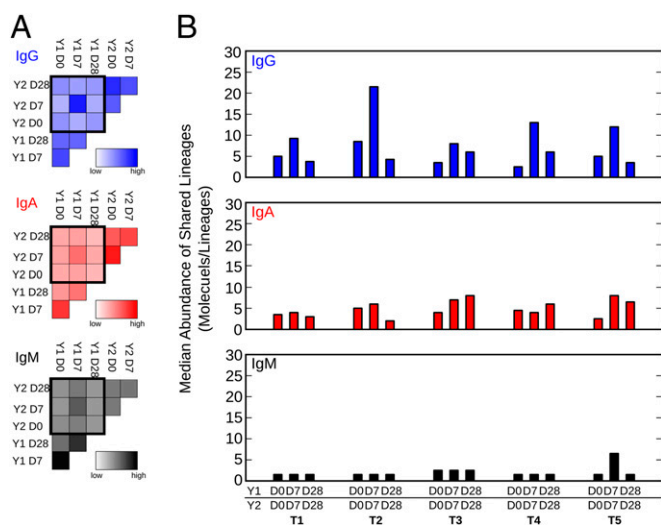 A
IgG
Y1 D0
Y1 D7
Y1 D28
Y2 D0
Y2 D7
Y2 D28
Y2 D7
Y2 D0
Y1 D28
Y1 D7
low high
IgA
Y1 D0
Y1 D7
Y1 D28
Y2 D0
Y2 D7
Y2 D28
Y2 D7
Y2 D0
Y1 D28
Y1 D7
low high
IgM
Y1 D0
Y1 D7
Y1 D28
Y2 D0
Y2 D7
Y2 D28
Y2 D7
Y2 D0
Y1 D28
Y1 D7
low high
B
Median Abundance of Shared Lineages
(Molecuels/Lineages)
30
25
20
15
10
5
0
IgG
30
25
20
15
10
5
0
IgA
30
25
20
15
10
5
0
IgM
Y1 D0D7D28 D0D7D28 D0D7D28 D0D7D28 D0D7D28
Y2 D0D7D28 D0D7D28 D0D7D28 D0D7D28 D0D7D28
T1 T2 T3 T4 T5